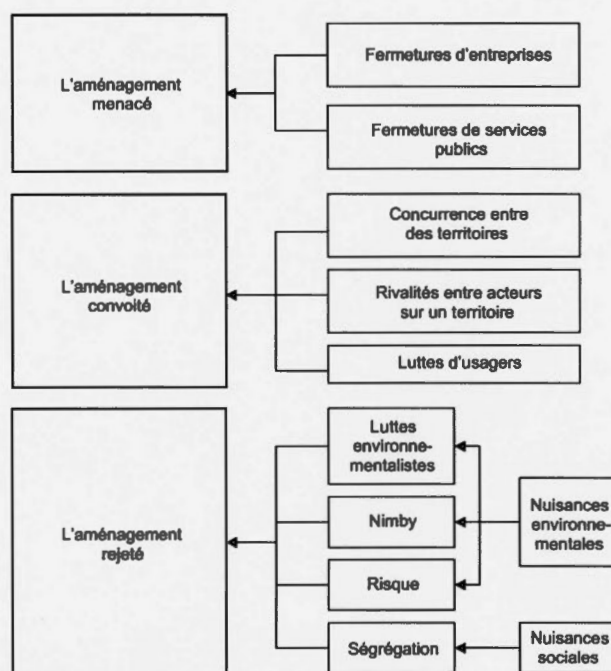 L'aménagement
menacé
Fermetures d'entreprises
Fermetures de services
publics
L'aménagement
convoité
Concurrence entre
des territoires
Rivalités entre acteurs
sur un territoire
Luttes d'usagers
L'aménagement
rejeté
Luttes
environne-
mentalistes
Nimby
Risque
Ségrégation
Nuisances
environne-
mentales
Nuisances
sociales